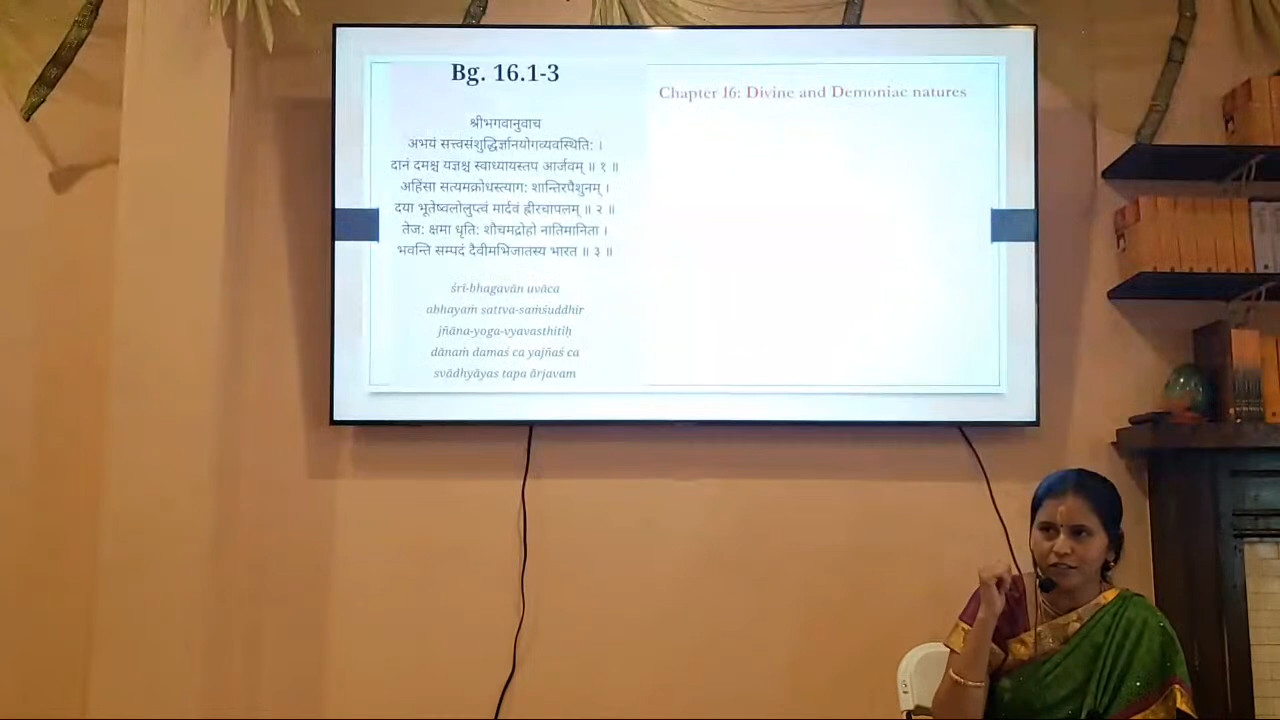 Bg. 16.1-3
श्रीभगवानुवाच
अभयं सत्त्वसंशुद्धिर्ज्ञानयोगव्यवस्थिति: ।
दानं दमश्च यज्ञश्च स्वाध्यायस्तप आर्जवम् ॥ १ ॥
अहिंसा सत्यमक्रोधस्त्याग: शान्तिरपैशुनम् ।
दया भूतेष्वलोलुप्‍त्वं मार्दवं ह्रीरचापलम् ॥ २ ॥
तेज: क्षमा धृति: शौचमद्रोहो नातिमानिता ।
भवन्ति सम्पदं दैवीमभिजातस्य भारत ॥ ३ ॥
śrī-bhagavān uvāca
abhayaṁ sattva-saṁśuddhir
jñāna-yoga-vyavasthitiḥ
dānaṁ damaś ca yajñaś ca
svādhyāyas tapa ārjavam
Chapter 16: Divine and Demoniac natures